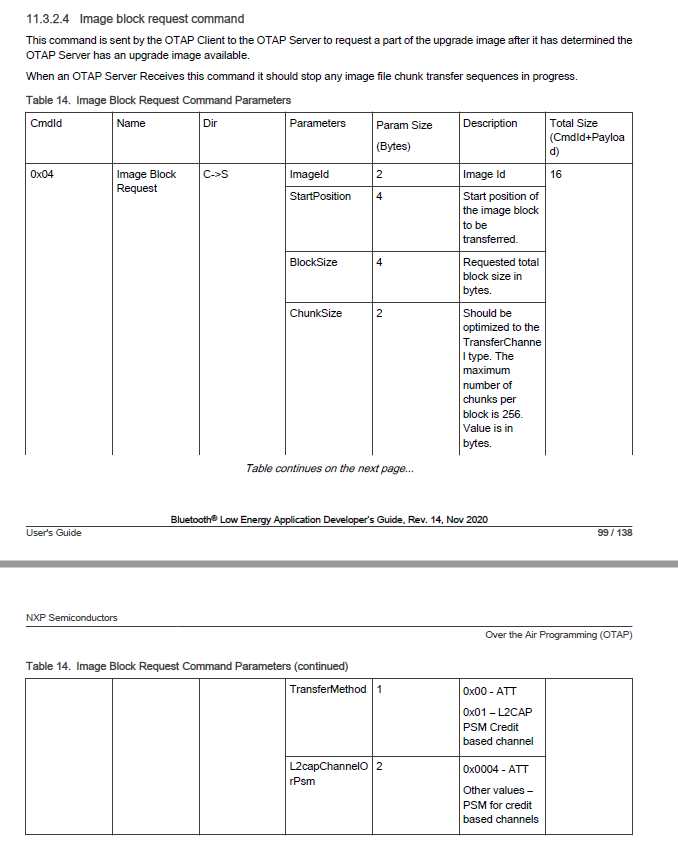 11.3.2.4 Image block request command
This command is sent by the OTAP Client to the OTAP Server to request a part of the upgrade image after it has determined the
OTAP Server has an upgrade image available.
When an OTAP Server Receives this command it should stop any image file chunk transfer sequences in progress.
Table 14. Image Block Request Command Parameters
CmdId Name Dir Parameters Param Size Description Total Size
(Bytes) (CmdId+Payloa
d)
0x04 Image Block C->S ImageId 2 Image Id 16
Request
StartPosition 4 Start position of
the image block
to be
transferred.
BlockSize 4 Requested total
block size in
bytes.
ChunkSize 2 Should be
optimized to the
TransferChanne
l type. The
maximum
number of
chunks per
block is 256.
Value is in
bytes.
Table continues on the next page...
Bluetooth® Low Energy Application Developer's Guide, Rev. 14, Nov 2020
User's Guide 99 / 138
NXP Semiconductors
Over the Air Programming (OTAP)
Table 14. Image Block Request Command Parameters (continued)
TransferMethod 1 0x00 - ATT
0x01 – L2CAP
PSM Credit
based channel
L2capChannelO 2 0x0004 - ATT
rPsm
Other values –
PSM for credit
based channels